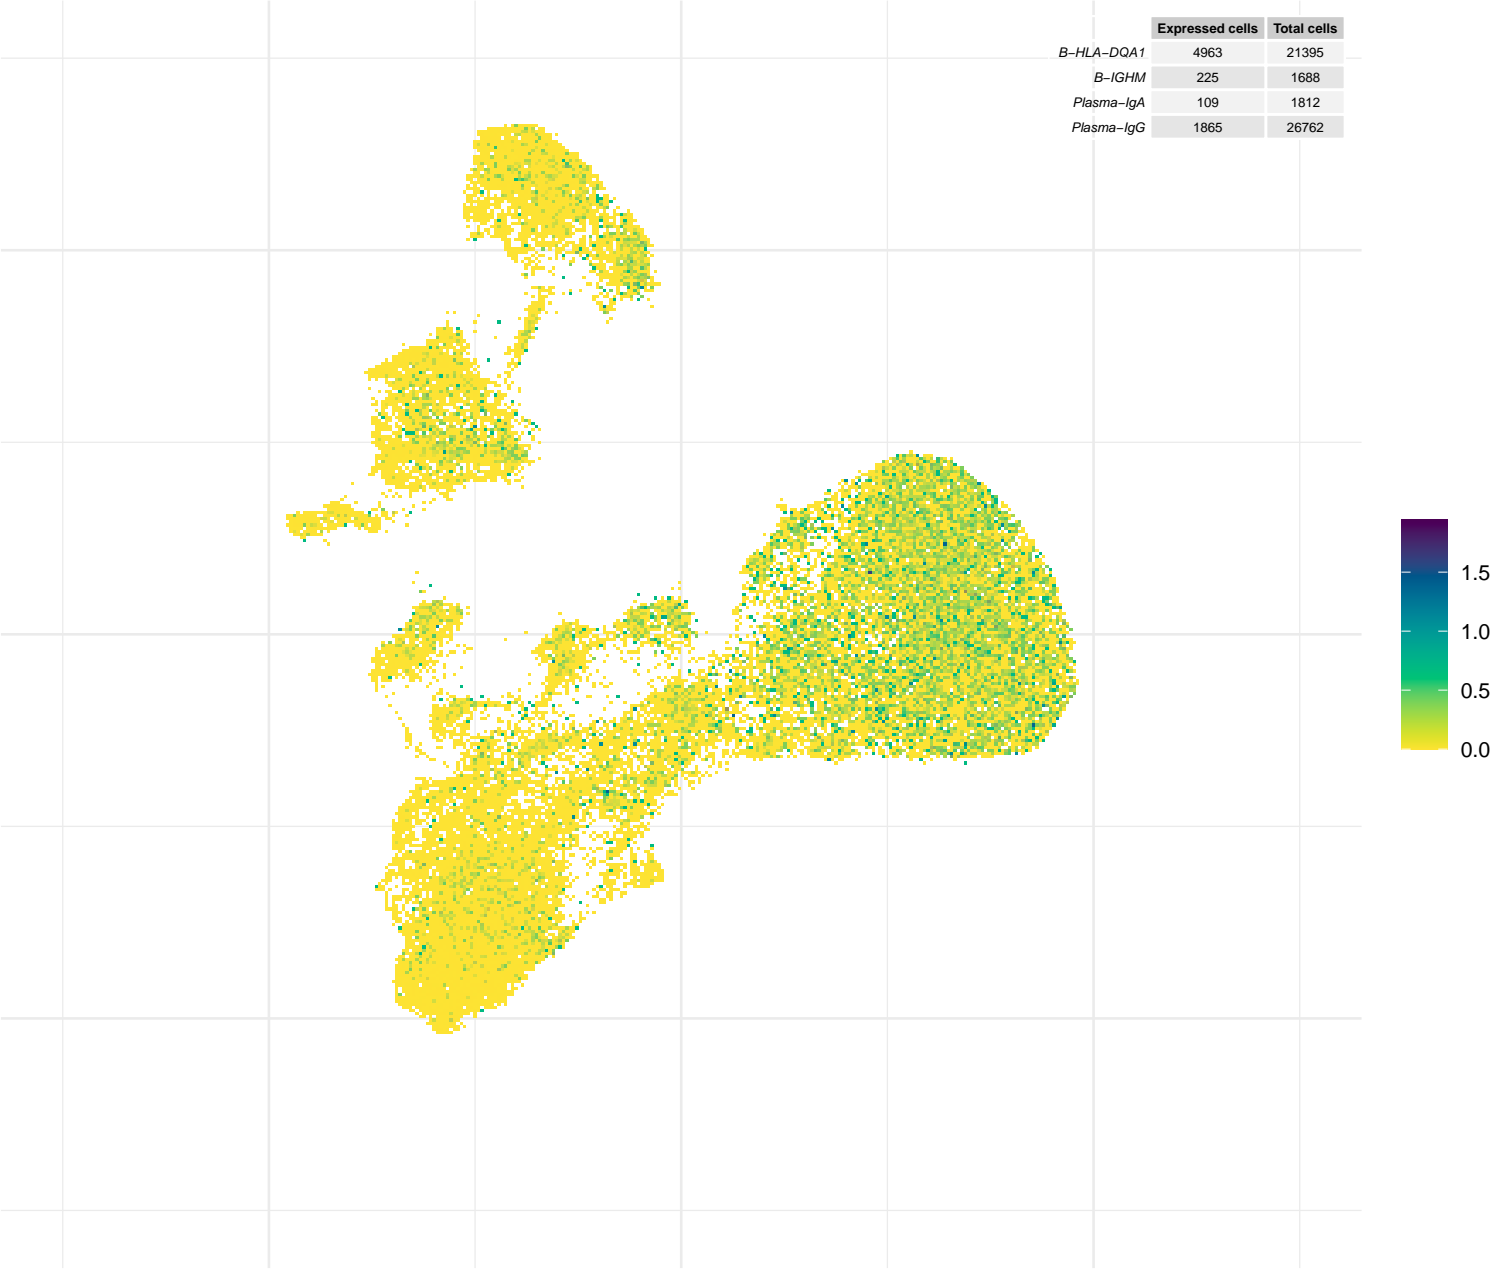 Expressed cells Total cells
B−HLA−DQA1 4963 21395
B−IGHM 225 1688
Plasma−IgA 109 1812
Plasma−IgG 1865 26762
1.5
1.0
0.5
0.0